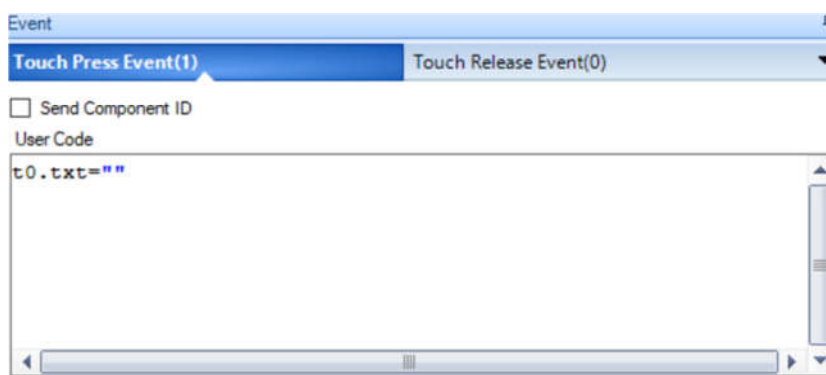 Event
Touch Press Event(1)
Touch Release Event(0)
Send Component ID
User Code
t0.txt=""